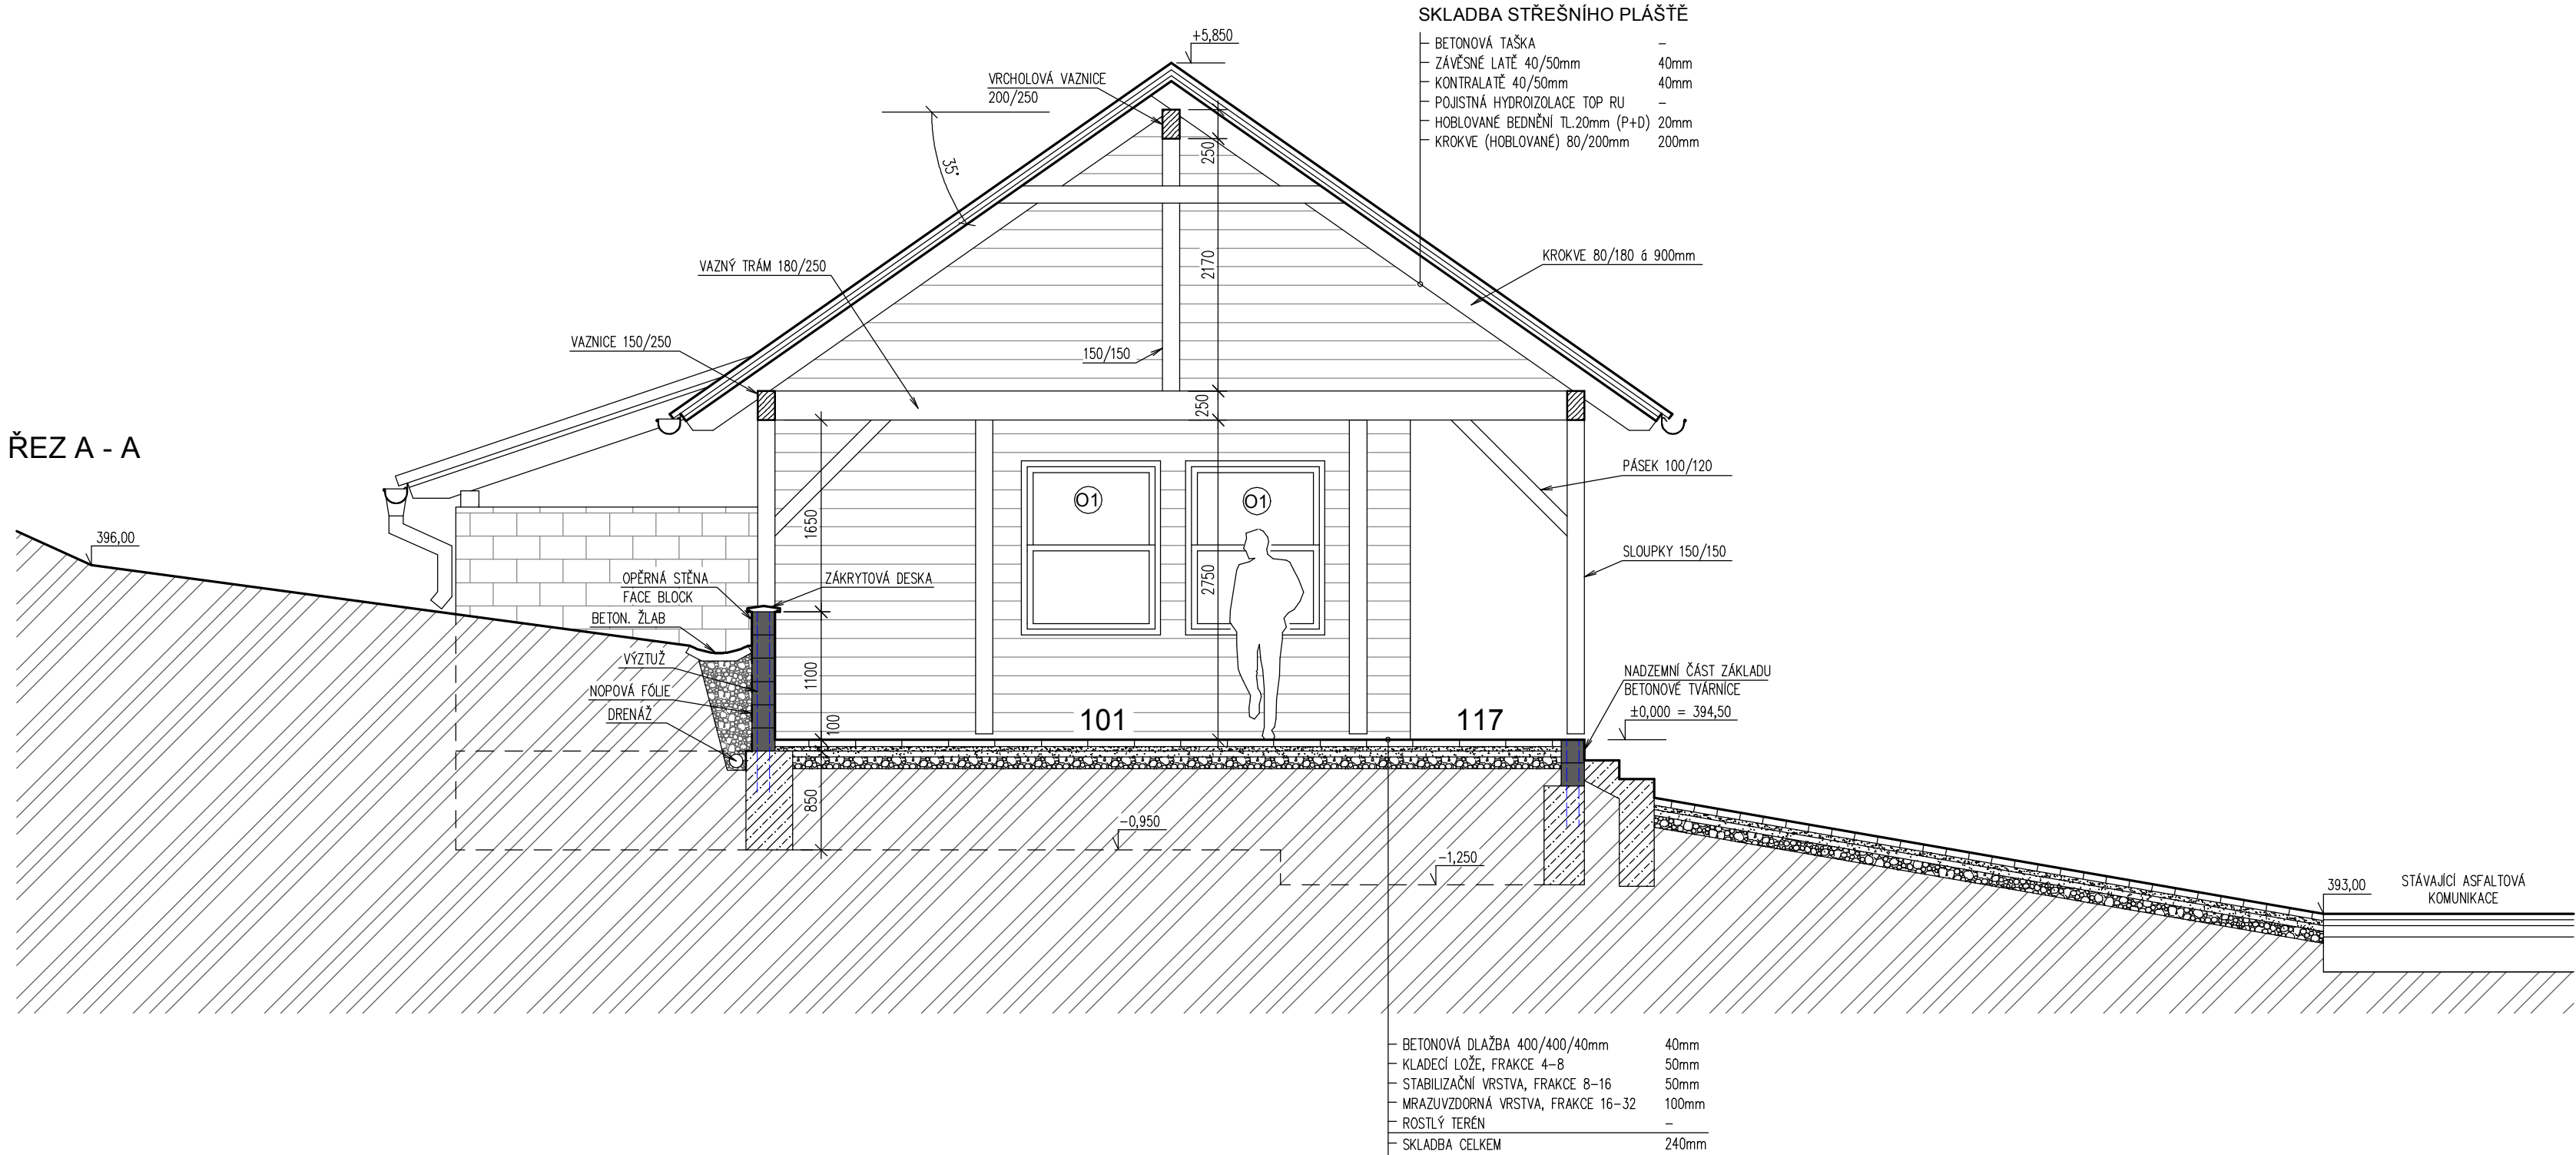 SKLADBA STŘEŠNÍHO PLÁŠTĚ
BETONOVÁ TAŠKA –
ZÁVĚSNÉ LATĚ 40/50mm 40mm
KONTRALATĚ 40/50mm 40mm
POJISTNÁ HYDROIZOLACE TOP RU –
HOBLOVANÉ BEDNĚNÍ TL.20mm (P+D) 20mm
KROKVE (HOBLOVANÉ) 80/200mm 200mm
+5,850
VRCHOLOVÁ VAZNICE
200/250
35°
250
2170
VAZNÝ TRÁM 180/250
KROKVE 80/180 á 900mm
VAZNICE 150/250
150/150
250
ŘEZ A - A
PÁSEK 100/120
O1
O1
1650
396,00
SLOUPKY 150/150
OPĚRNÁ STĚNA
FACE BLOCK
ZÁKRYTOVÁ DESKA
2750
BETON. ŽLAB
VÝZTUŽ
1100
NOPOVÁ FÓLIE
DRENÁŽ
NADZEMNÍ ČÁST ZÁKLADU
BETONOVÉ TVÁRNICE
±0,000 = 394,50
100
101
117
850
-0,950
-1,250
393,00
STÁVAJÍCÍ ASFALTOVÁ
KOMUNIKACE
BETONOVÁ DLAŽBA 400/400/40mm 40mm
KLADECÍ LOŽE, FRAKCE 4-8 50mm
STABILIZAČNÍ VRSTVA, FRAKCE 8-16 50mm
MRAZUVZDORNÁ VRSTVA, FRAKCE 16-32 100mm
ROSTLÝ TERÉN –
SKLADBA CELKEM 240mm